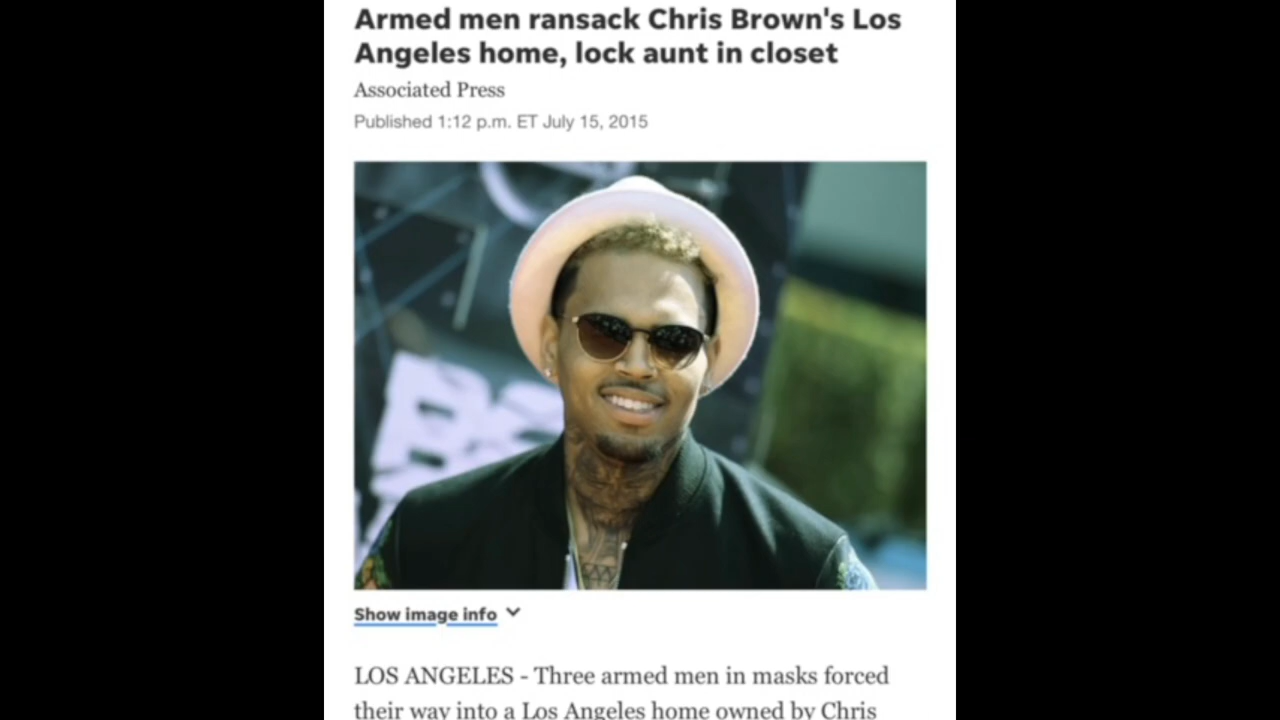 Armed men ransack Chris Brown's Los
Angeles home, lock aunt in closet
Associated Press
Published 1:12 p.m. ET July 15, 2015
Show image info
LOS ANGELES - Three armed men in masks forced
their way into a Los Angeles home owned by Chris